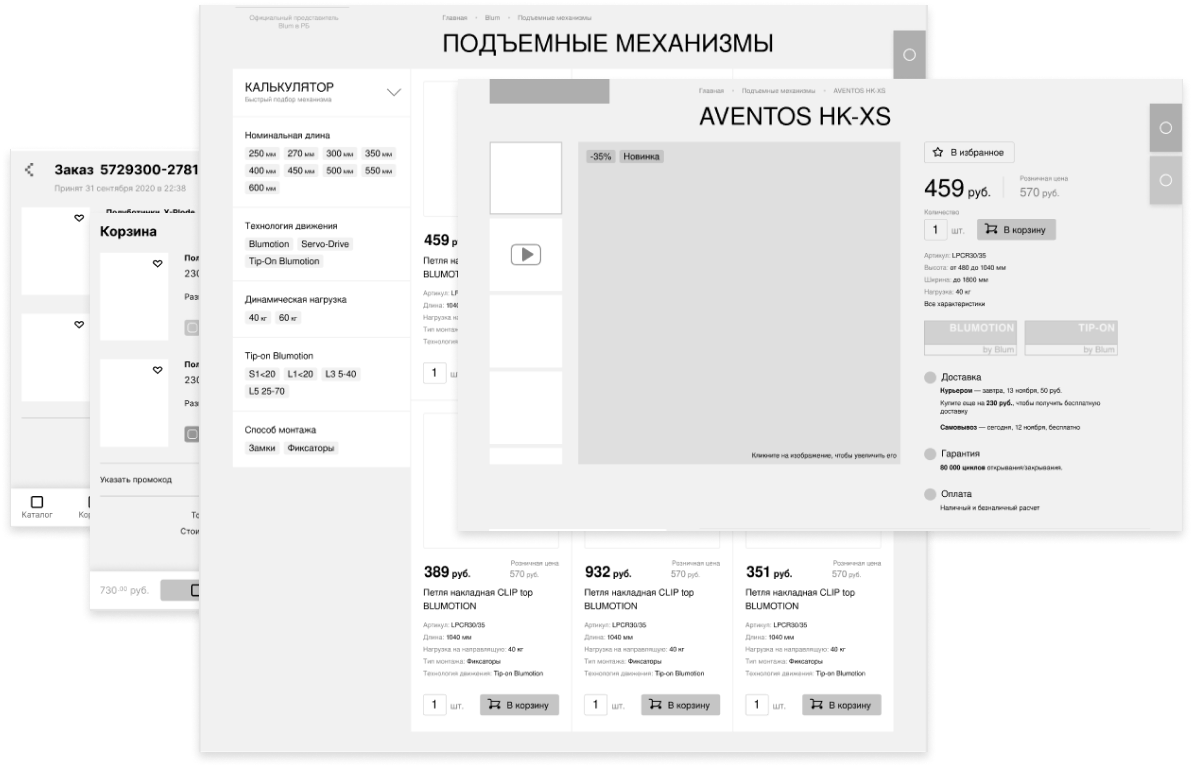 Официальный представитель
Blum в РБ
Главная • Blum • Подъемные механизмы
ПОДЪЕМНЫЕ МЕХАНИЗМЫ
КАЛЬКУЛЯТОР
Быстрый подбор механизма
Номинальная длина
250 мм 270 мм 300 мм 350 мм
400 мм 450 мм 500 мм 550 мм
600 мм
Технология движения
Blumotion Servo-Drive
Tip-On Blumotion
Динамическая нагрузка
40 кг 60 кг
Tip-on Blumotion
S1<20 L1<20 L3 5-40
L5 25-70
Способ монтажа
Замки Фиксаторы
Заказ 5729300-2781
Принят 31 сентября 2020 в 22:38
Полуботинки X-Plode
Каталог
Корзина
Пол
230
Раз
Пол
230
Раз
Указать промокод
То
Стои
730.00 руб.
459 р
Петля на
BLUMOT
Артикул: LP
Длина: 1040
Нагрузка на
Тип монтаж
Технология
1 ш
Главная • Подъемные механизмы • AVENTOS HK-XS
AVENTOS HK-XS
-35% Новинка
Кликните на изображение, чтобы увеличить его
В избранное
459 руб.
Розничная цена
570 руб.
Количество
1 шт. В корзину
Артикул: LPCR30/35
Высота: от 480 до 1040 мм
Ширина: до 1800 мм
Нагрузка: 40 кг
Все характеристики
BLUMOTION
by Blum
TIP-ON
by Blum
Доставка
Курьером — завтра, 13 ноября, 50 руб.
Купите еще на 230 руб., чтобы получить бесплатную
доставку
Самовывоз — сегодня, 12 ноября, бесплатно
Гарантия
80 000 циклов открывания/закрывания.
Оплата
Наличный и безналичный расчет
389 руб.
Розничная цена
570 руб.
Петля накладная CLIP top
BLUMOTION
Артикул: LPCR30/35
Длина: 1040 мм
Нагрузка на направляющую: 40 кг
Тип монтажа: Фиксаторы
Технология движения: Tip-on Blumotion
1 шт. В корзину
932 руб.
Розничная цена
570 руб.
Петля накладная CLIP top
BLUMOTION
Артикул: LPCR30/35
Длина: 1040 мм
Нагрузка на направляющую: 40 кг
Тип монтажа: Фиксаторы
Технология движения: Tip-on Blumotion
1 шт. В корзину
351 руб.
Розничная цена
570 руб.
Петля накладная CLIP top
BLUMOTION
Артикул: LPCR30/35
Длина: 1040 мм
Нагрузка на направляющую: 40 кг
Тип монтажа: Фиксаторы
Технология движения: Tip-on Blumotion
1 шт. В корзину